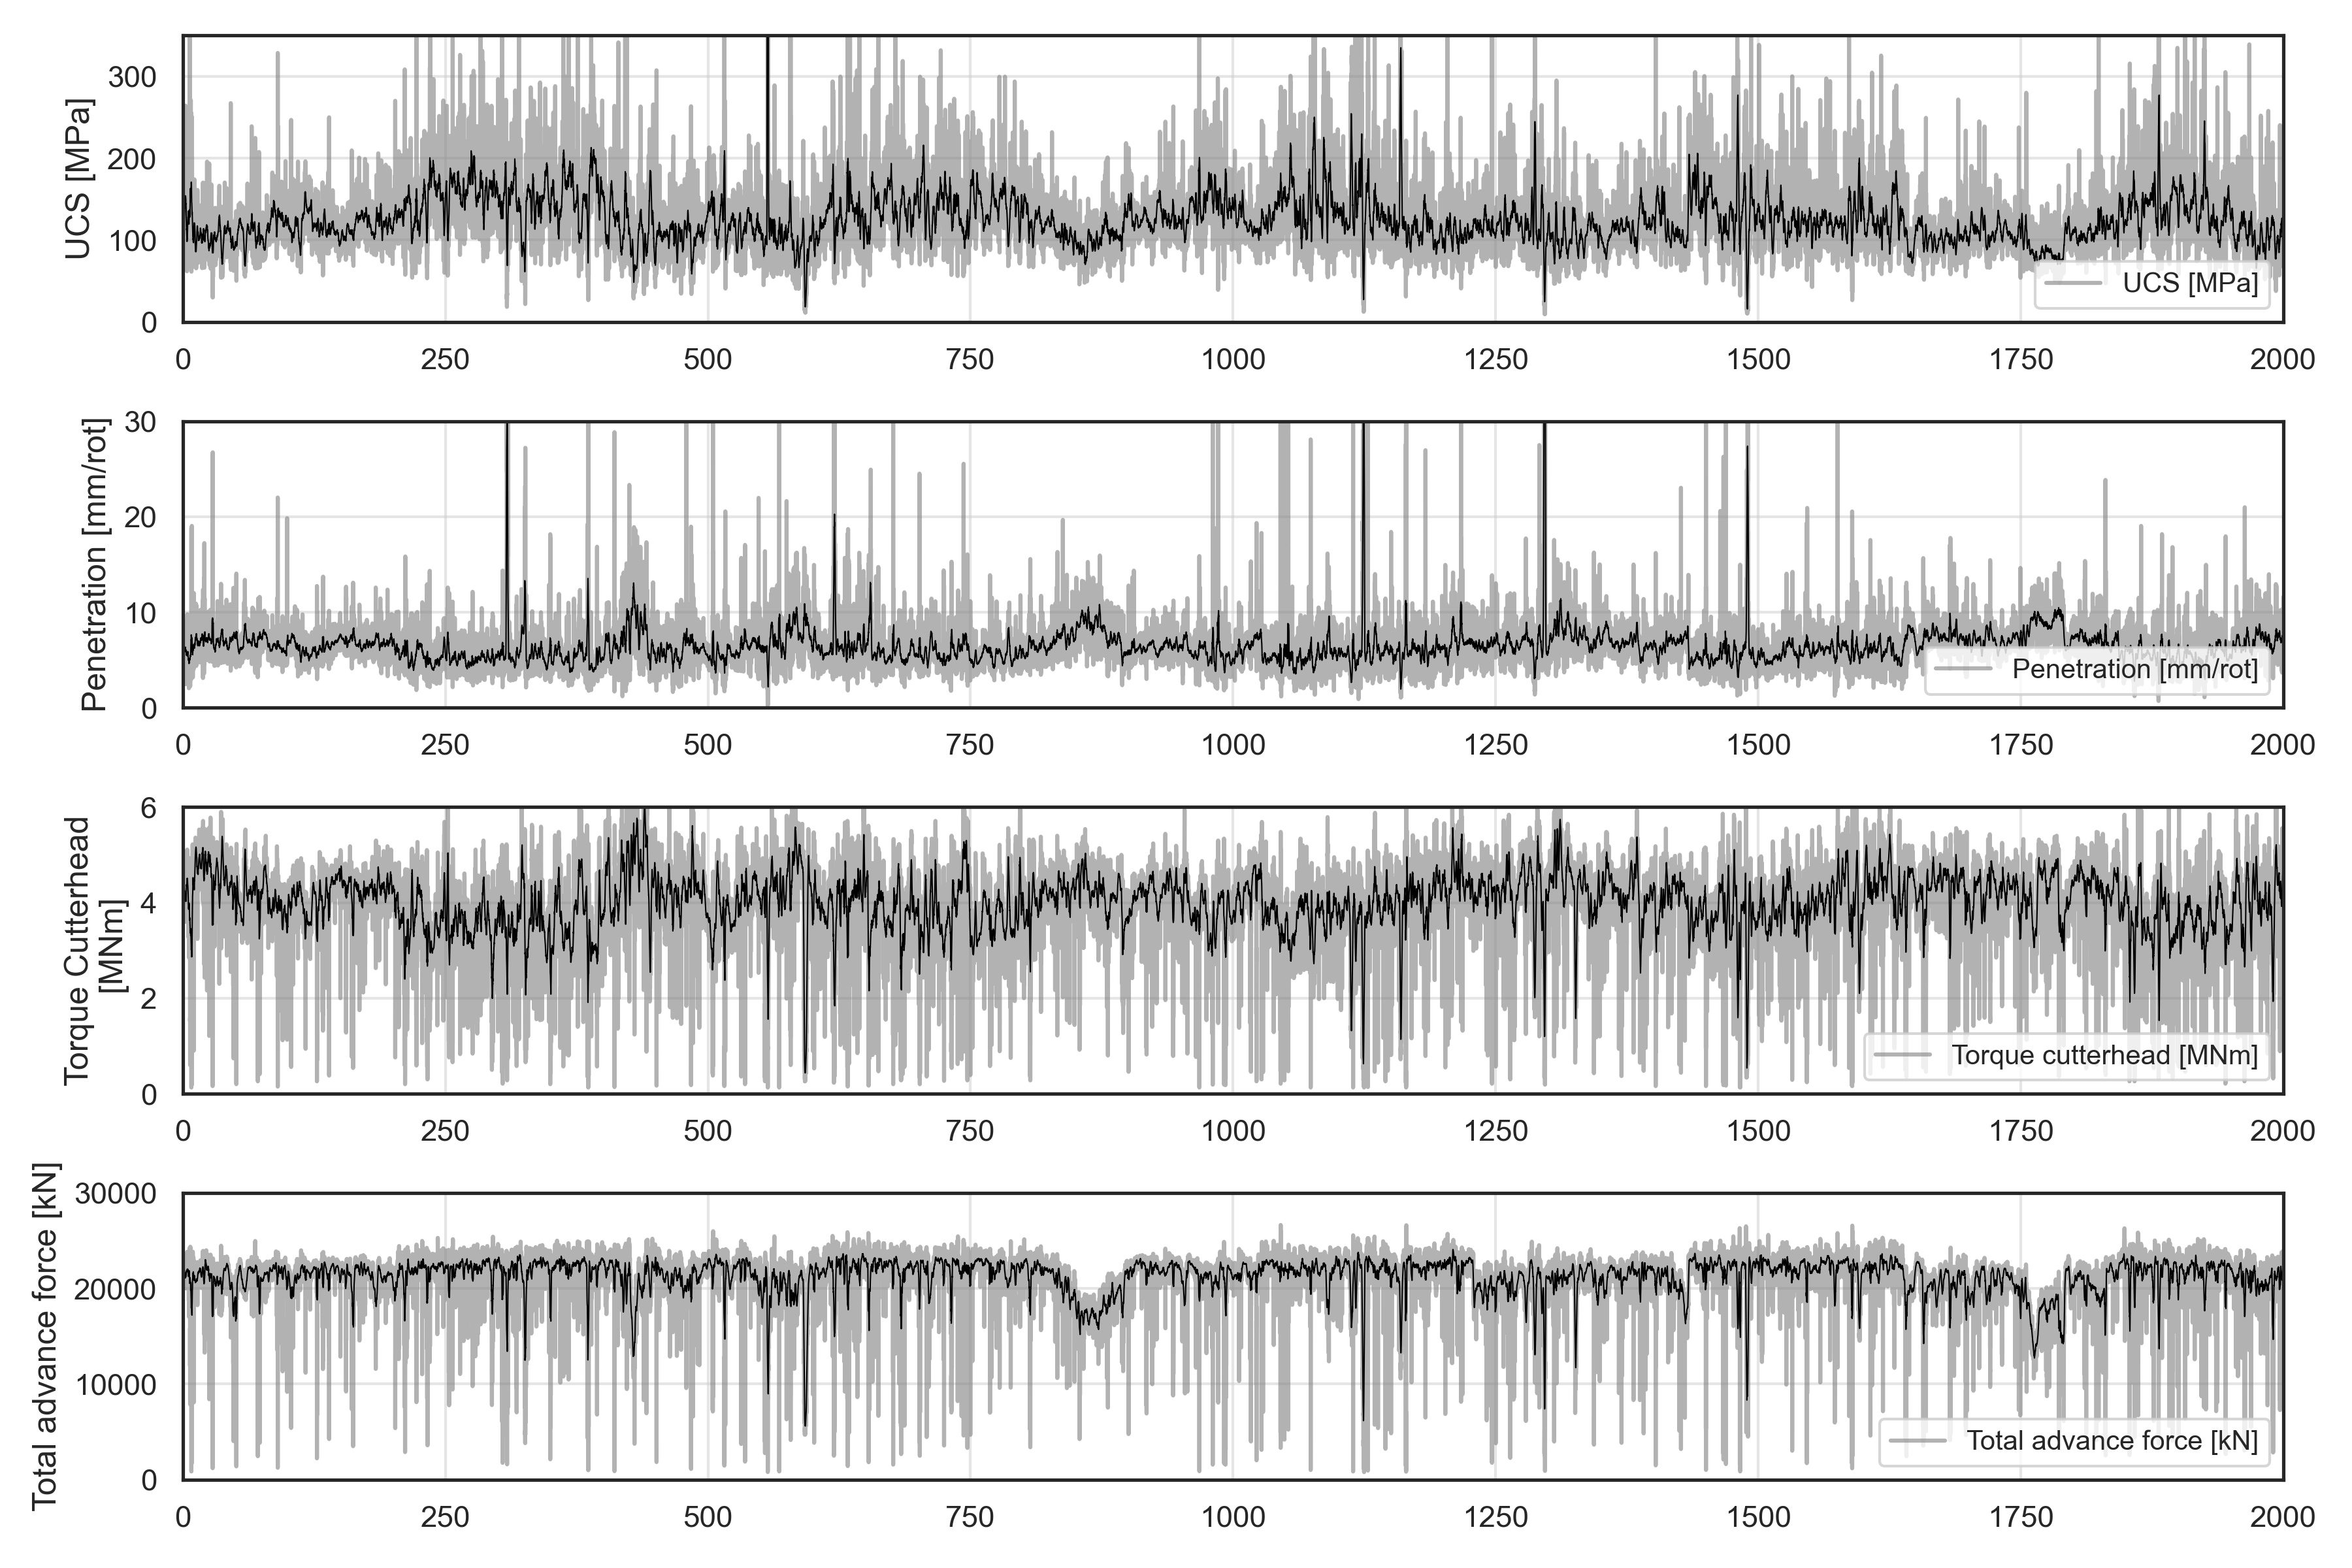 UCS [MPa]
300
200
100
0
UCS [MPa]
0 250 500 750 1000 1250 1500 1750 2000
Penetration [mm/rot]
30
20
10
0
Penetration [mm/rot]
0 250 500 750 1000 1250 1500 1750 2000
Torque Cutterhead
[MNm]
6
4
2
0
Torque cutterhead [MNm]
0 250 500 750 1000 1250 1500 1750 2000
Total advance force [kN]
30000
20000
10000
0
Total advance force [kN]
0 250 500 750 1000 1250 1500 1750 2000